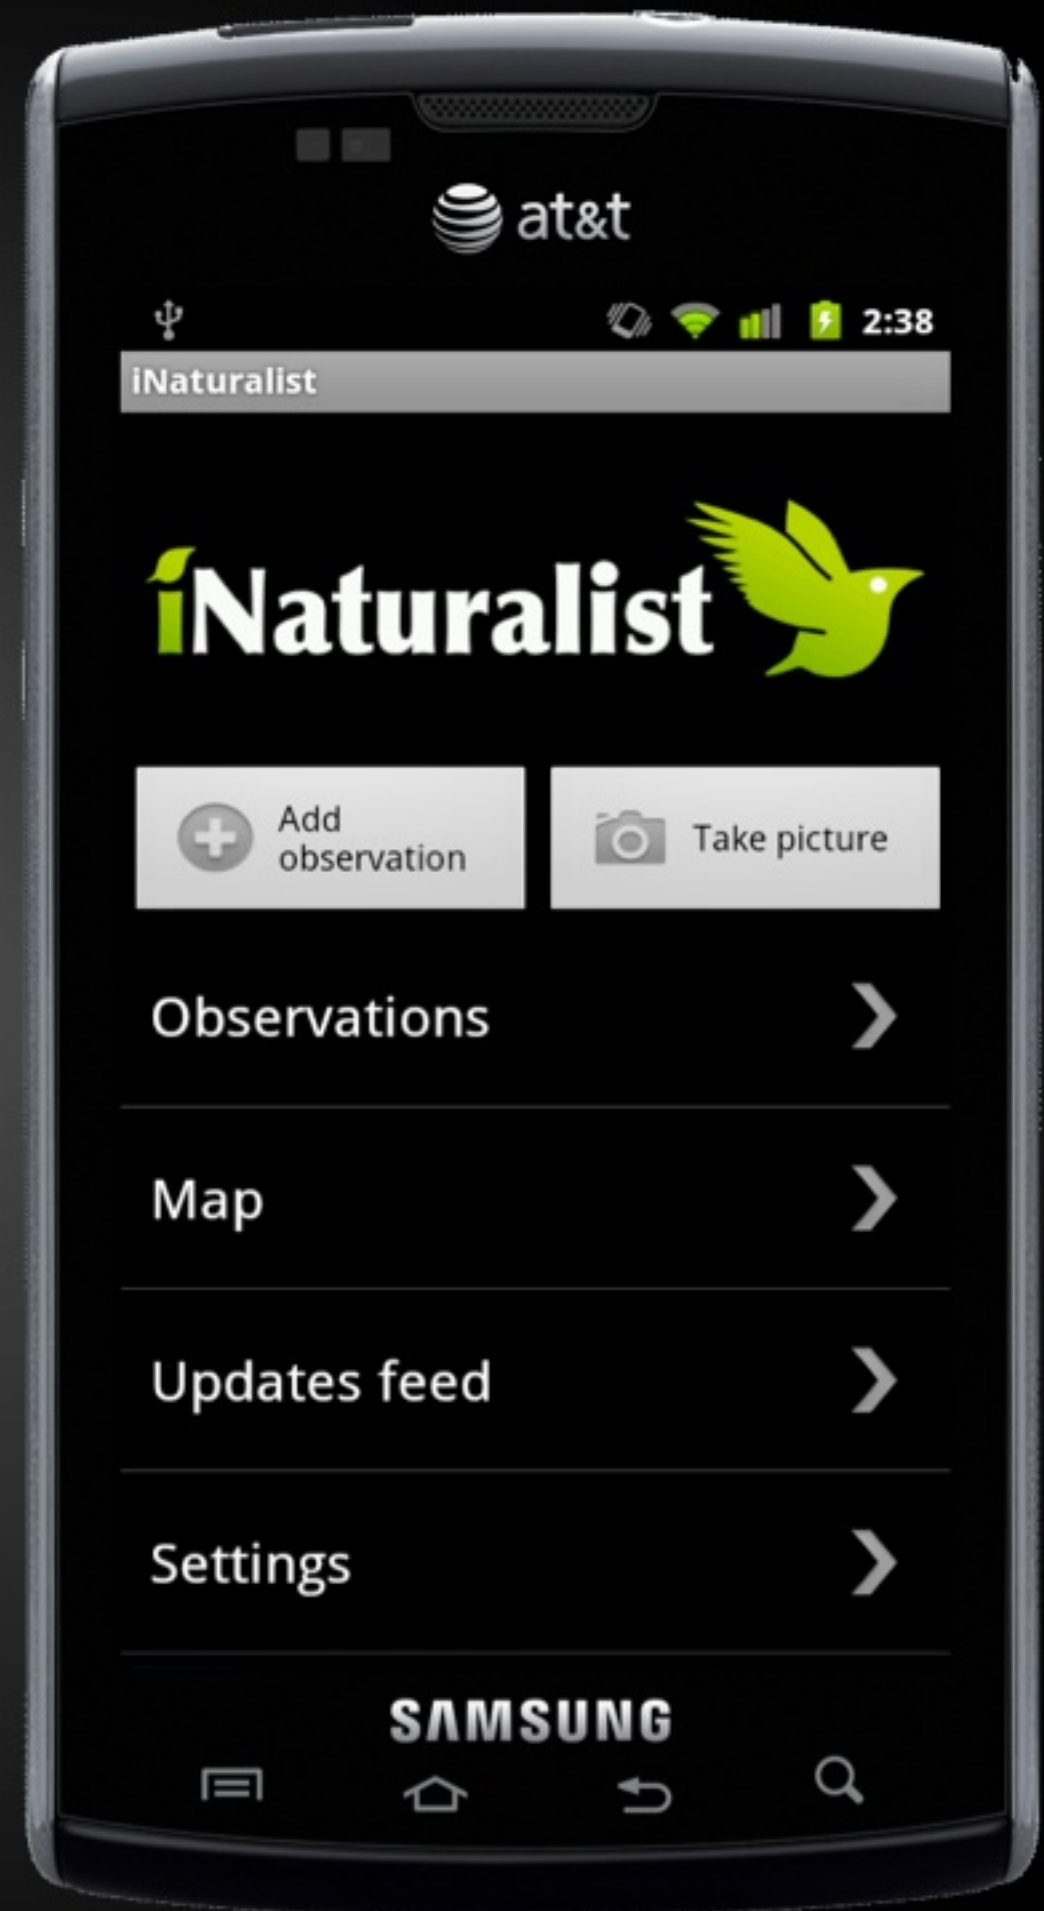 at&t
2:38
iNaturalist
iNaturalist
Add
observation
Take picture
Observations
Map
Updates feed
Settings
SAMSUNG